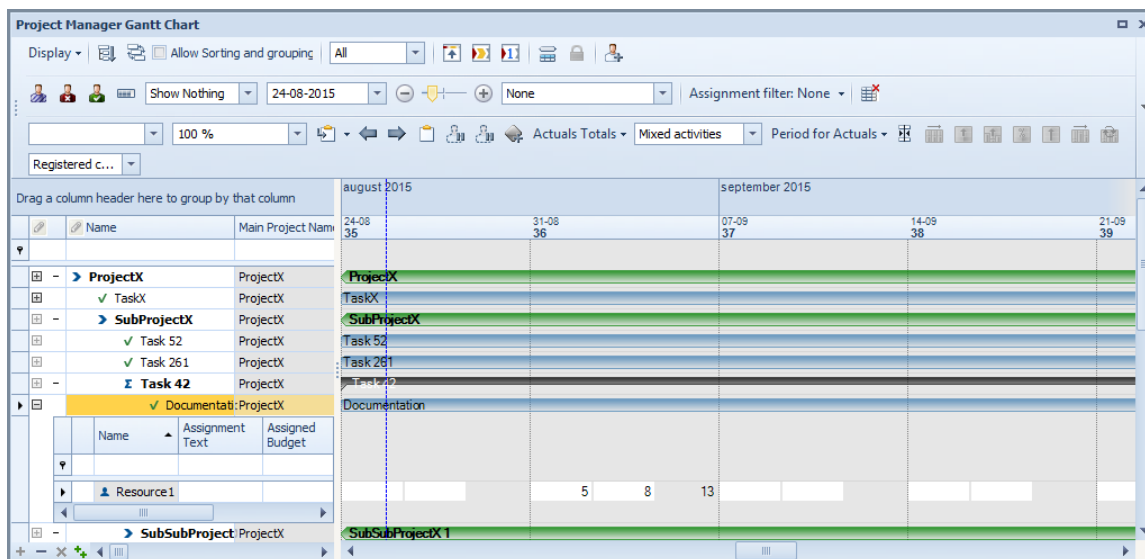 Project Manager Gantt Chart
Display Allow Sorting and grouping All
Show Nothing 24-08-2015 None Assignment filter: None
100 % Actuals Totals Mixed activities Period for Actuals
Registered c...
Drag a column header here to group by that column august 2015 september 2015
Name Main Project Nam 24-08 31-08 07-09 14-09 21-09
35 36 37 38 39
ProjectX ProjectX ProjectX
TaskX ProjectX TaskX
SubProjectX ProjectX SubProjectX
Task 52 ProjectX Task 52
Task 261 ProjectX Task 261
Σ Task 42 ProjectX Task 42
Documentati: ProjectX Documentation
Name Assignment Text Assigned Budget
Resource1 5 8 13
SubSubProject ProjectX SubSubProjectX 1